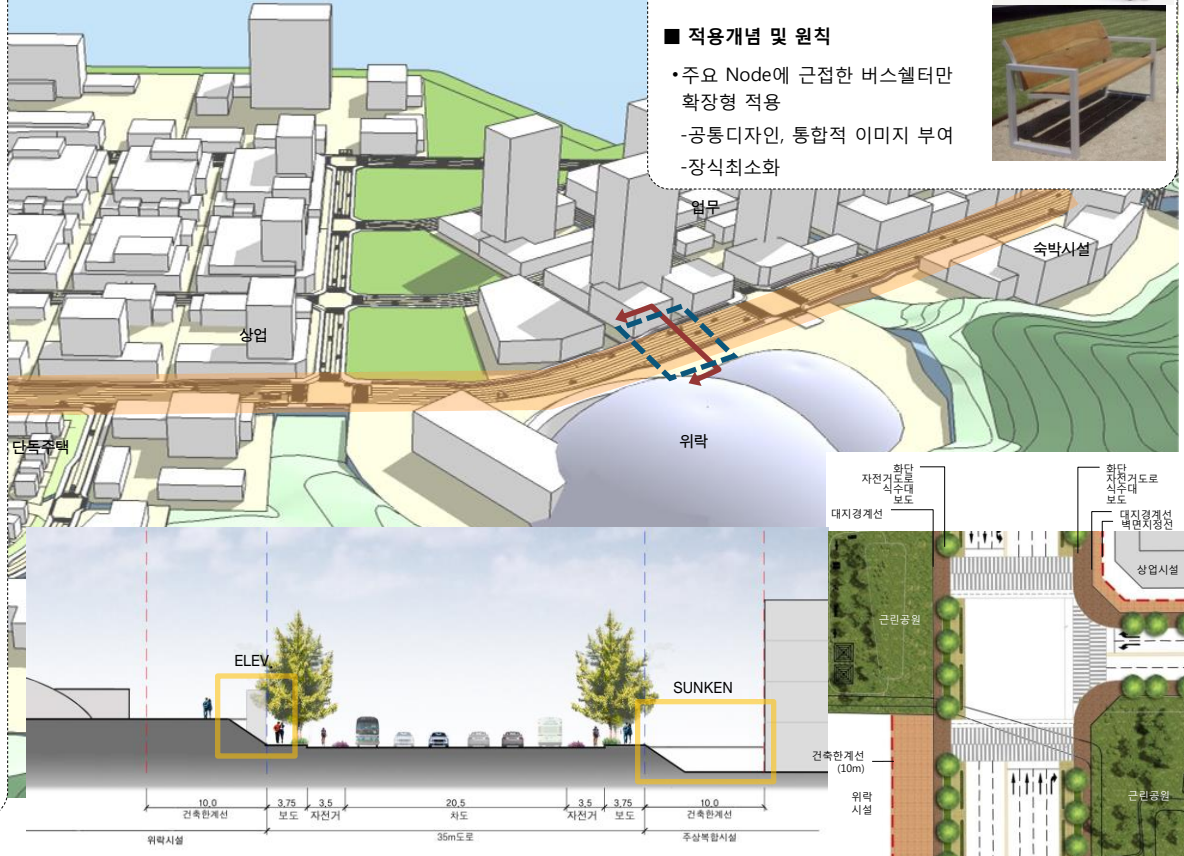 ■ 적용개념 및 원칙
•주요 Node에 근접한 버스쉘터만
확장형 적용
-공통디자인, 통합적 이미지 부여
-장식최소화
업무
숙박시설
상업
단독주택
위락
화단
자전거도로
식수대
보도
대지경계선
화단
자전거도로
식수대
보도
대지경계선
벽면지정선
상업시설
근린공원
건축한계선
(10m)
위락
시설
근린공원
ELEV
SUNKEN
10.0 3.75 3.5 20.5 3.5 3.75 10.0
건축한계선 보도 자전거 차도 자전거 보도 건축한계선
위락시설 35m도로 주상복합시설